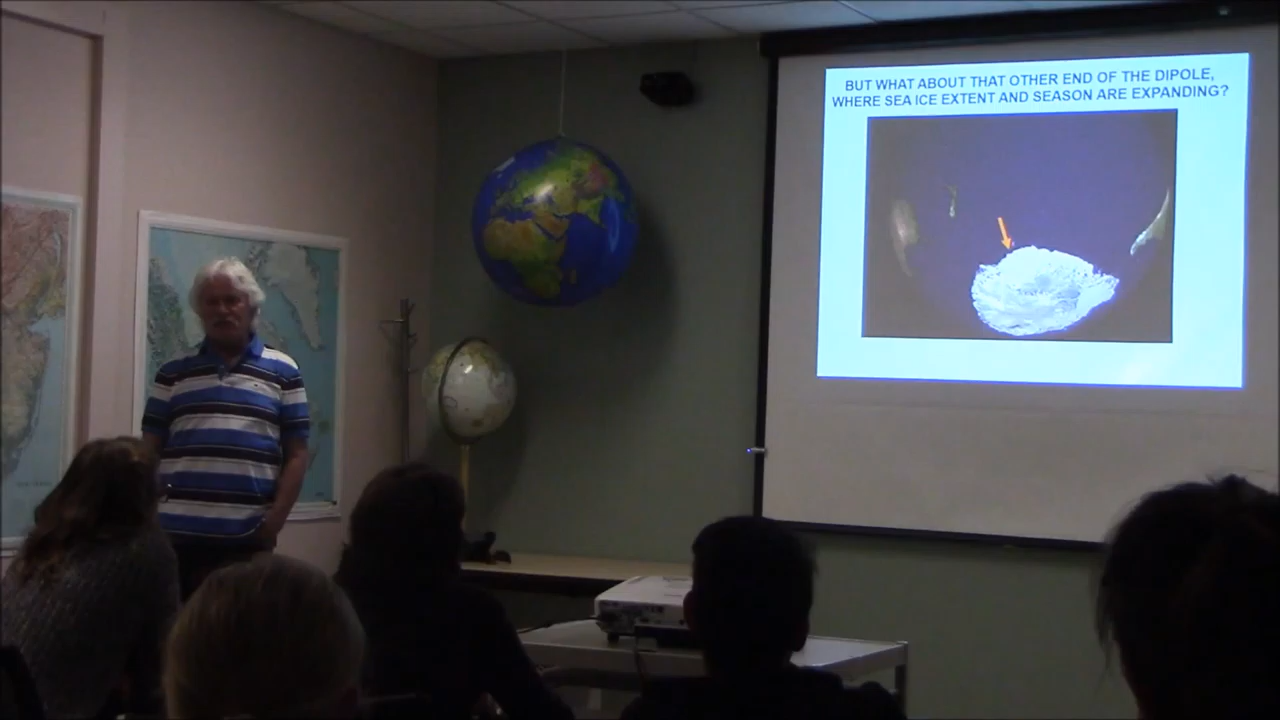 BUT WHAT ABOUT THAT OTHER END OF THE DIPOLE,
WHERE SEA ICE EXTENT AND SEASON ARE EXPANDING?